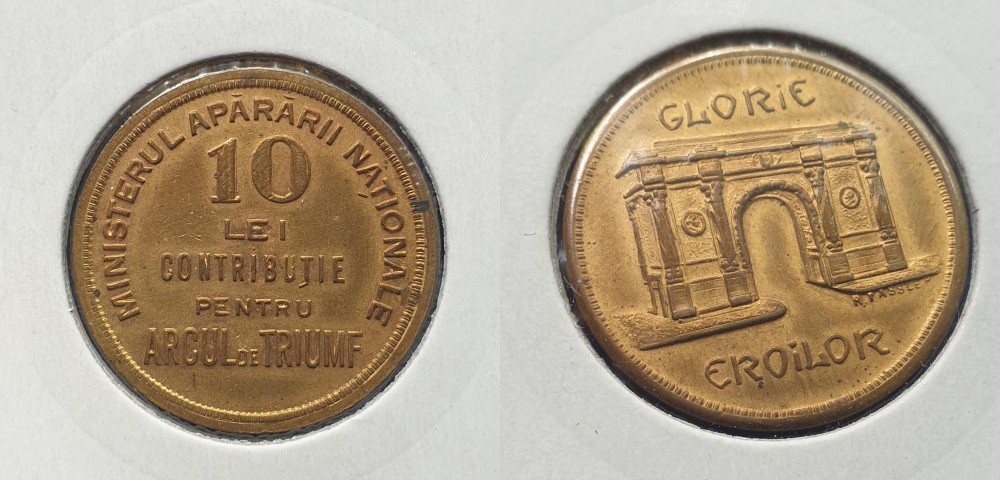 MINISTERUL APĂRĂRII NAȚIONALE
10
LEI
CONTRIBUȚIE
PENTRU
ARCUL DE TRIUMF
GLORiE
EROiLOR